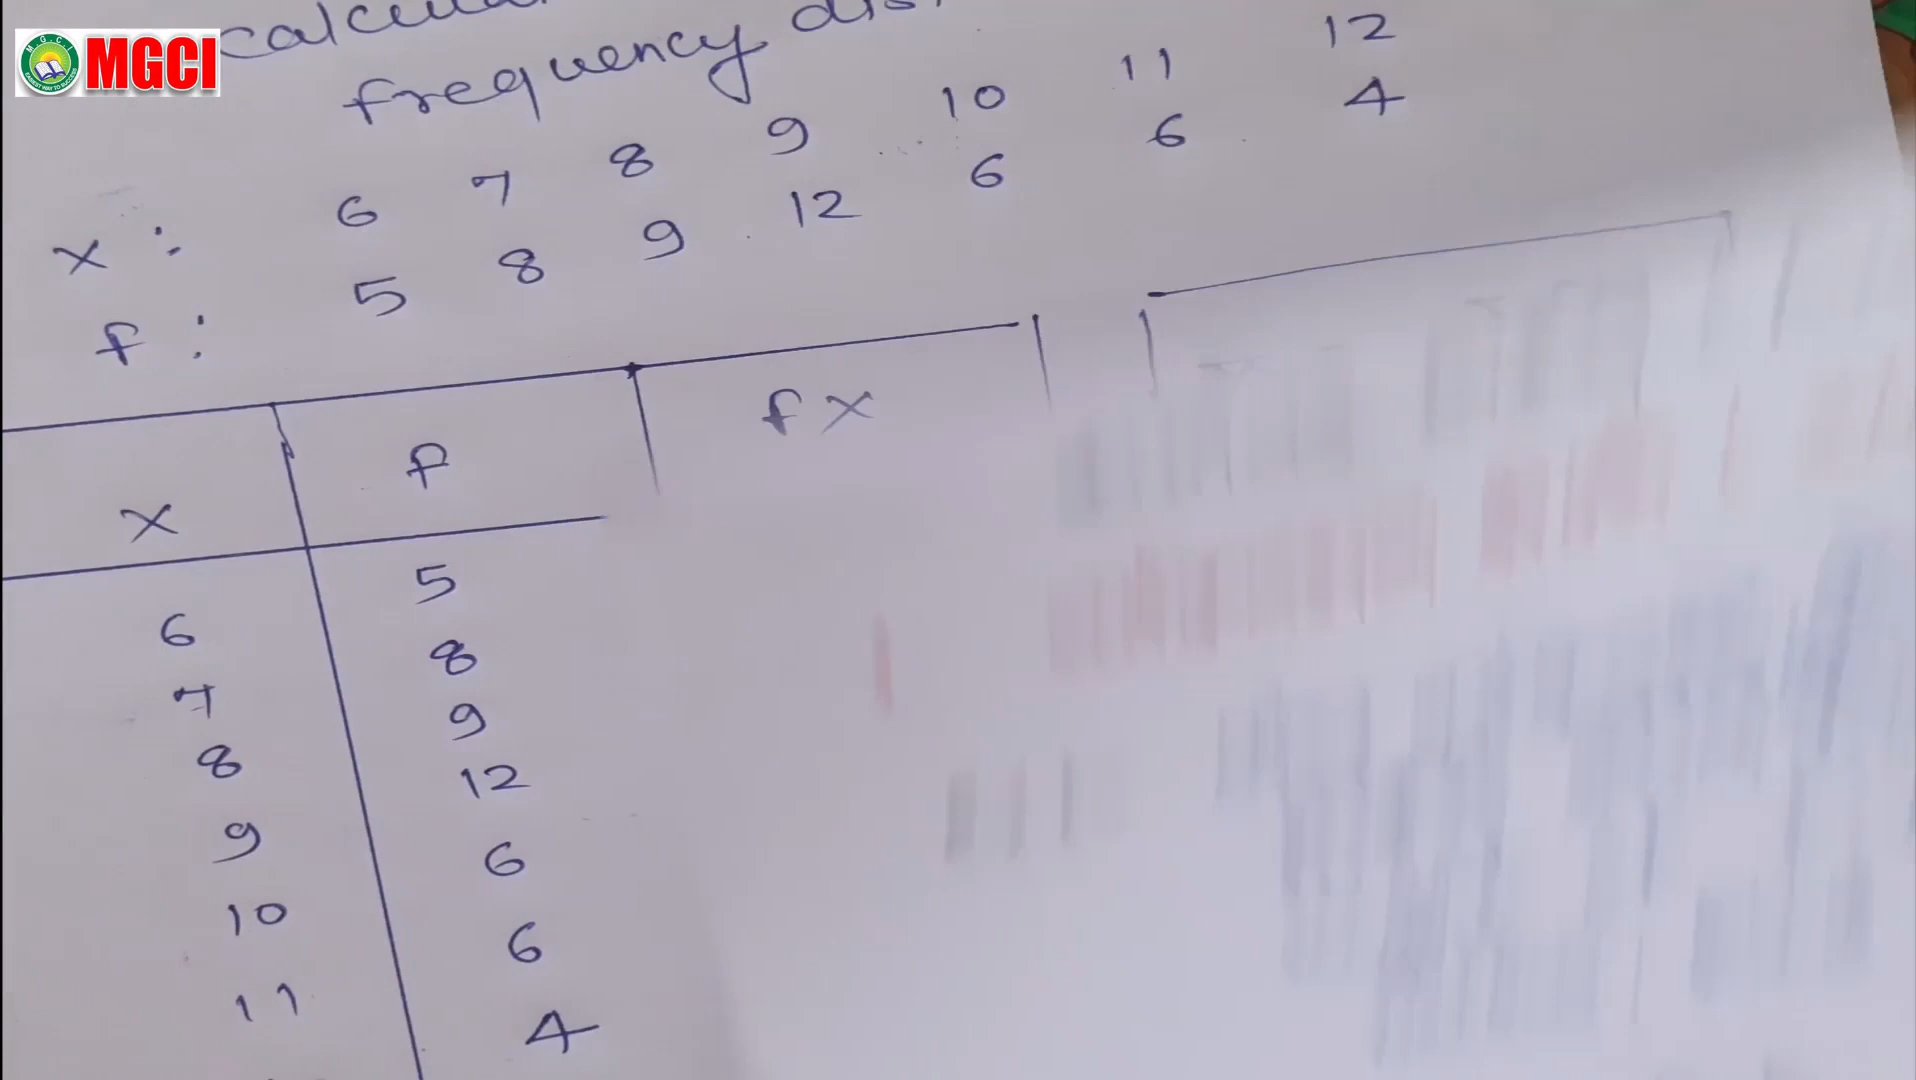 MGCI
frequency
x : 6 7 8 9 10 11 12
f : 5 8 9 12 6 6 4
x f fx
6 5
7 8
8 9
9 12
10 6
11 6
4